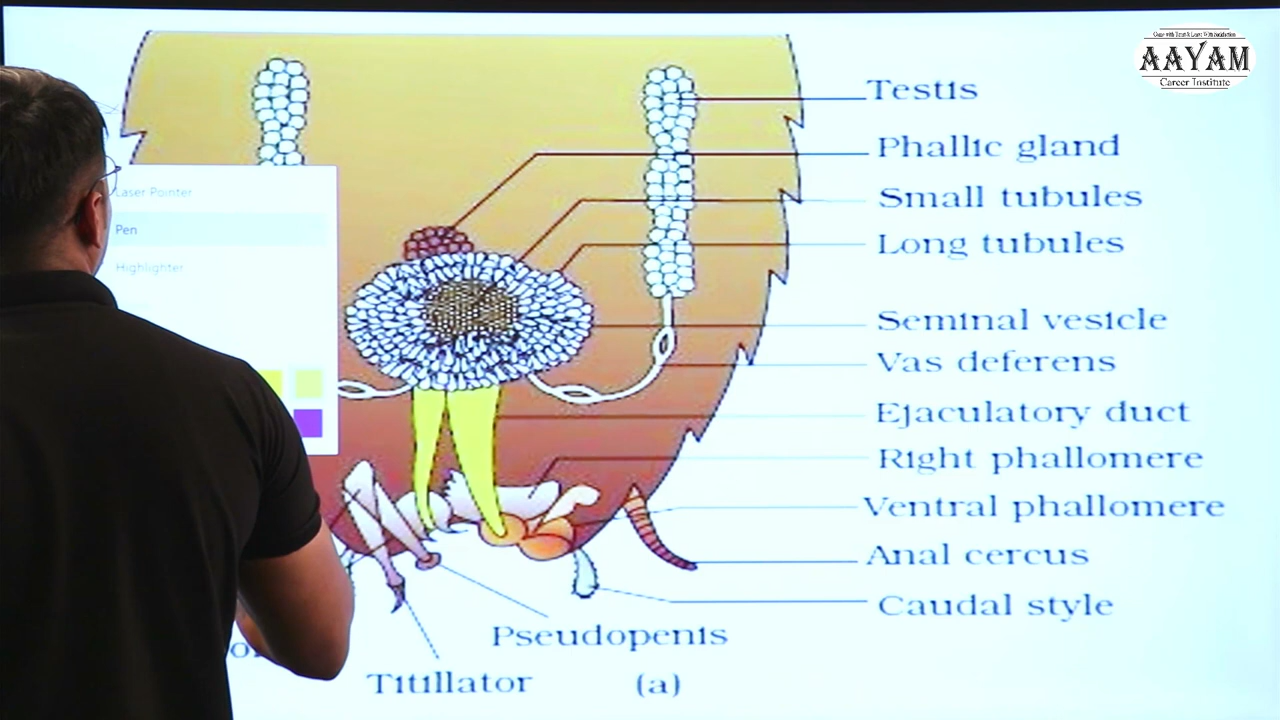 AAYAM
Career Institute
Testis
Phallic gland
Laser Pointer
Small tubules
Pen
Long tubules
Highlighter
Seminal vesicle
Vas deferens
Ejaculatory duct
Right phallomere
Ventral phallomere
Anal cercus
Caudal style
Pseudopenis
Titillator
(a)